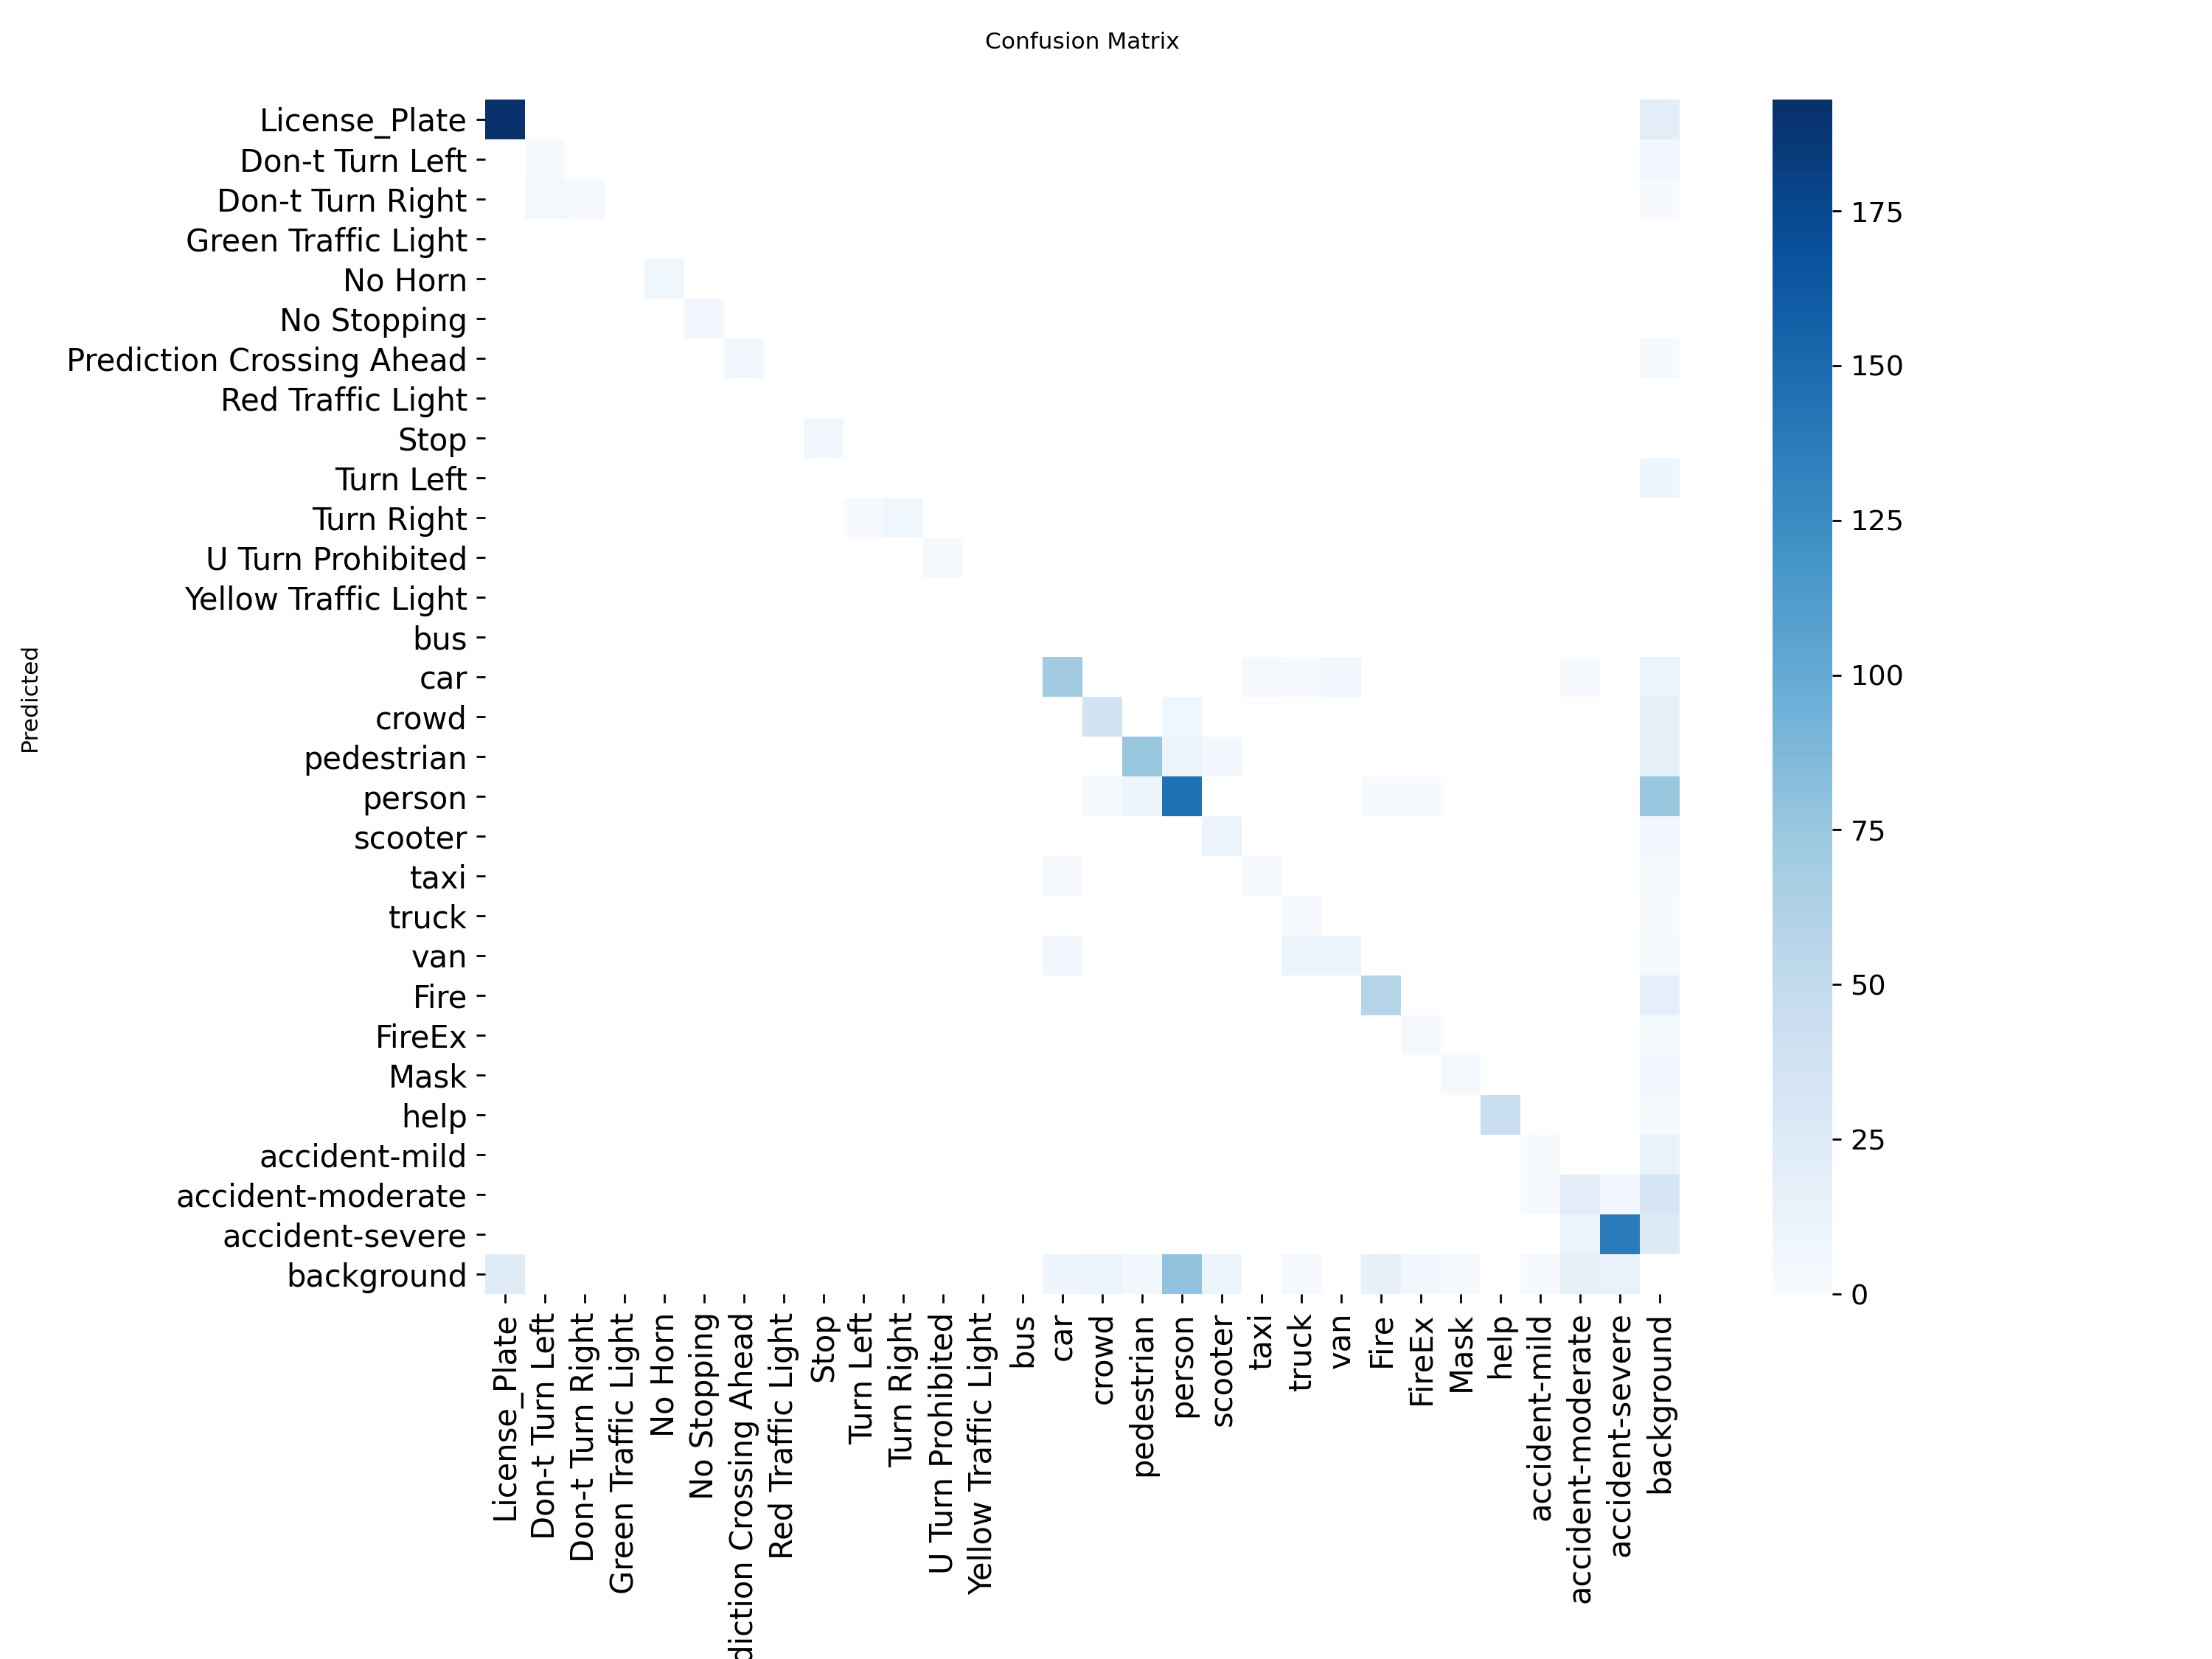 Confusion Matrix
License_Plate
Don-t Turn Left
Don-t Turn Right
Green Traffic Light
No Horn
No Stopping
Prediction Crossing Ahead
Red Traffic Light
Stop
Turn Left
Turn Right
U Turn Prohibited
Yellow Traffic Light
bus
car
crowd
pedestrian
person
scooter
taxi
truck
van
Fire
FireEx
Mask
help
accident-mild
accident-moderate
accident-severe
background
Predicted
License_Plate
Don-t Turn Left
Don-t Turn Right
Green Traffic Light
No Horn
No Stopping
diction Crossing Ahead
Red Traffic Light
Stop
Turn Left
Turn Right
U Turn Prohibited
Yellow Traffic Light
bus
car
crowd
pedestrian
person
scooter
taxi
truck
van
Fire
FireEx
Mask
help
accident-mild
accident-moderate
accident-severe
background
175
150
125
100
75
50
25
0